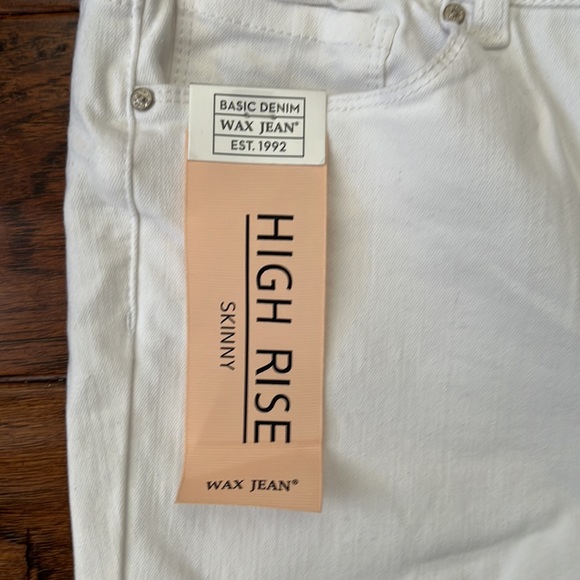 BASIC DENIM
WAX JEAN®
EST. 1992
HIGH RISE
SKINNY
WAX JEAN®